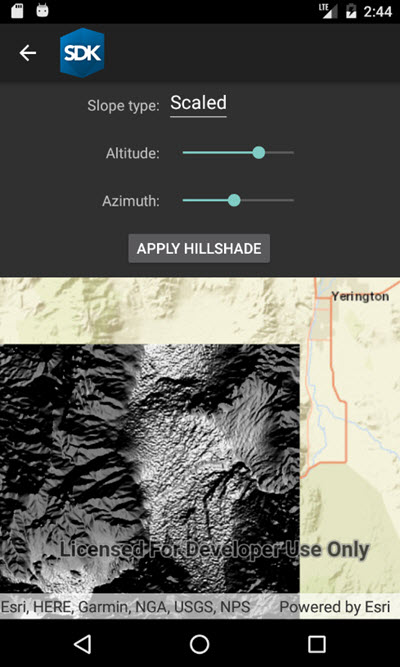 LTE 2:44
SDK
Slope type: Scaled
Altitude:
Azimuth:
APPLY HILLSHADE
Yerington
Licensed For Developer Use Only
Esri, HERE, Garmin, NGA, USGS, NPS Powered by Esri